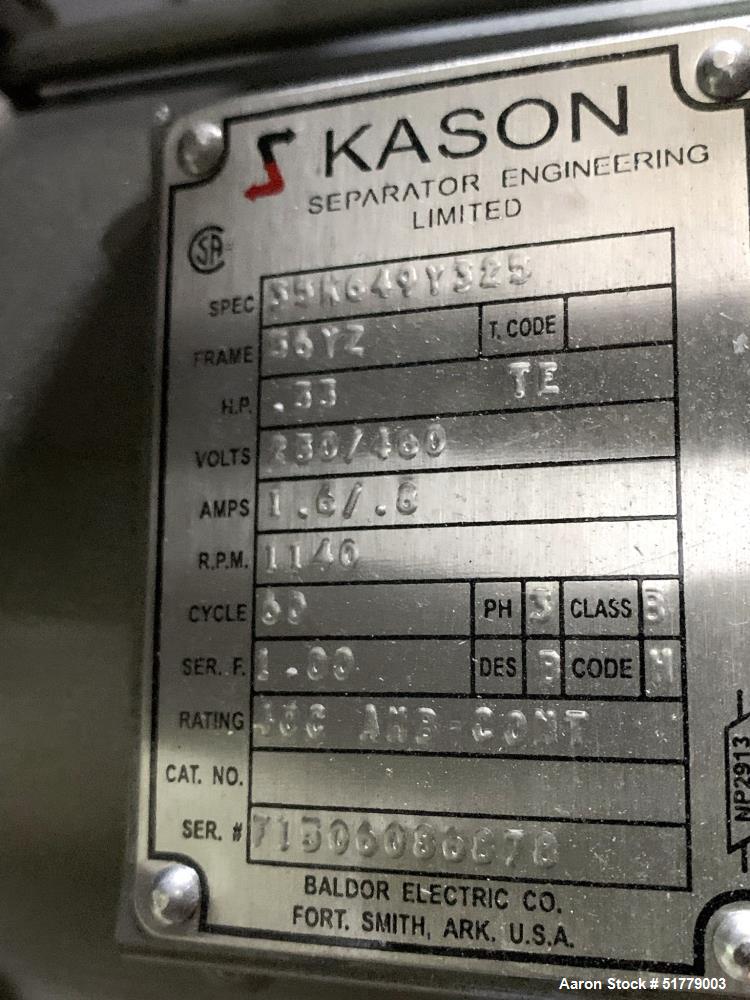 KASON
SEPARATOR ENGINEERING
LIMITED
SA
SPEC 35K649Y325
FRAME 56YZ T. CODE
H.P. .33 TE
VOLTS 230/460
AMPS 1.6/.8
R.P.M. 1140
CYCLE 60 PH 3 CLASS B
SER. F. 1.00 DES B CODE H
RATING 40C AMB-CONT
CAT. NO.
SER. #
BALDOR ELECTRIC CO.
FORT. SMITH, ARK. U.S.A.
NP2913
Aaron Stock # 51779003